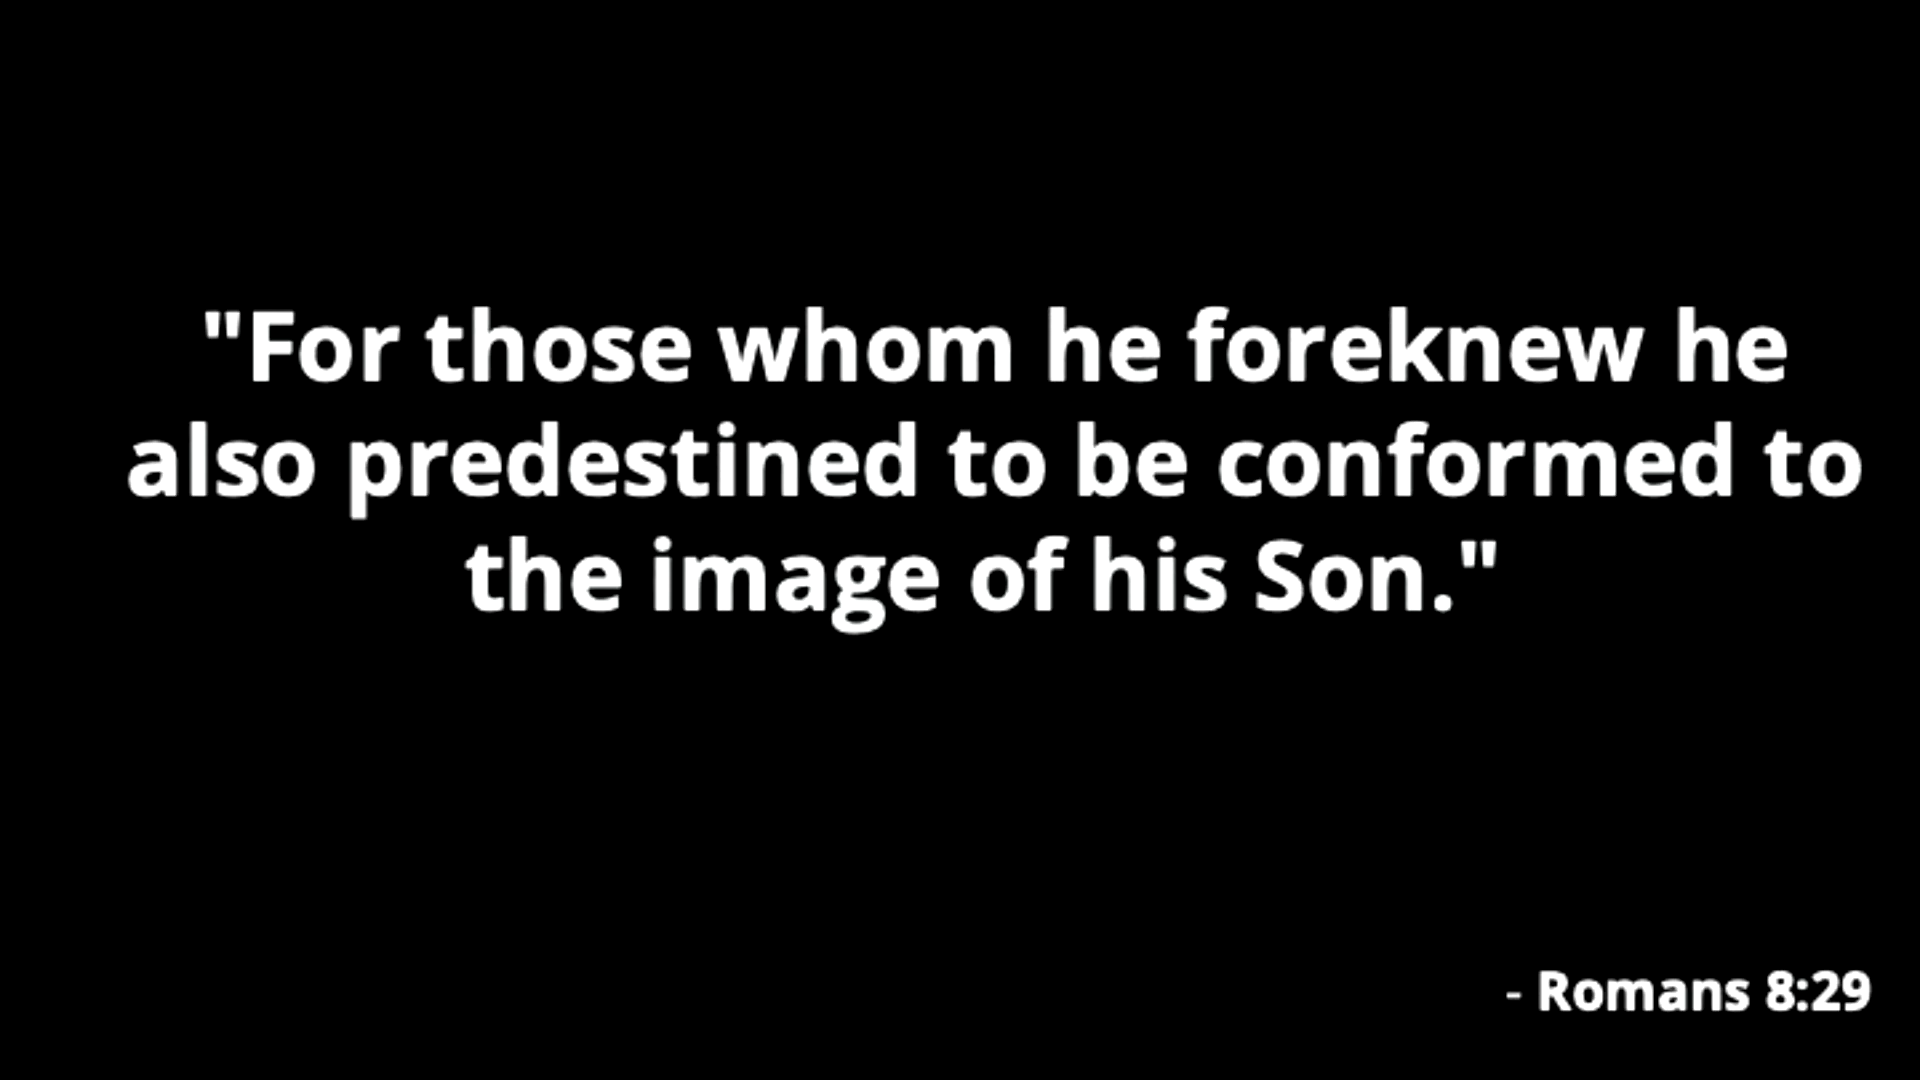 "For those whom he foreknew he
also predestined to be conformed to
the image of his Son."
- Romans 8:29